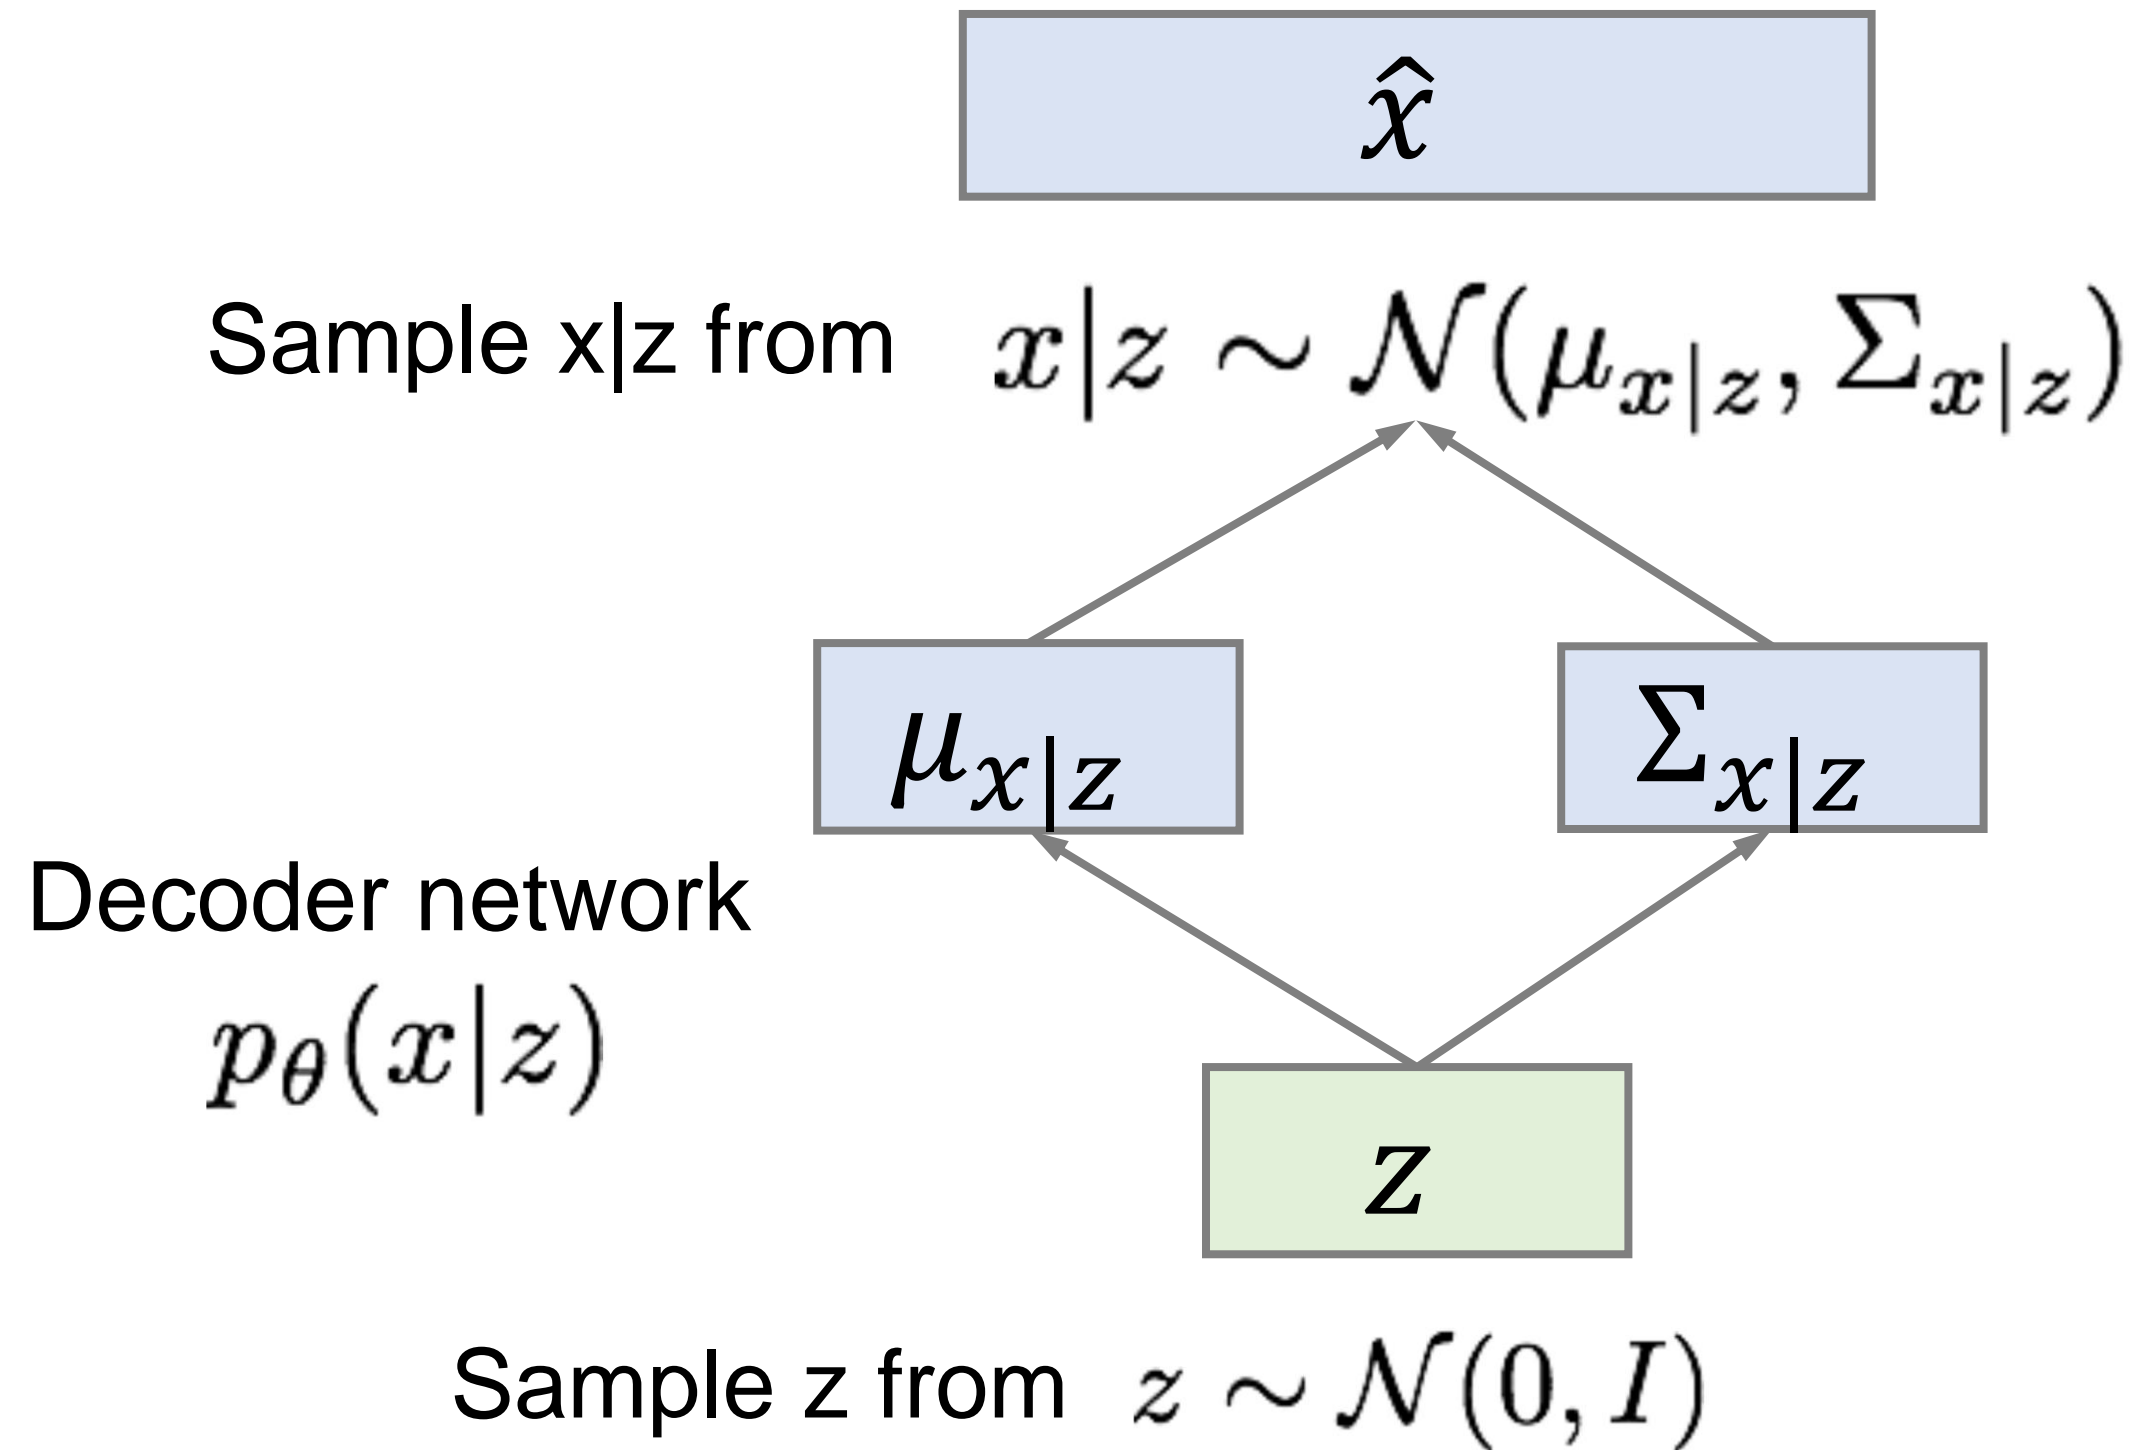 x̂
Sample x|z from x|z ∼ 𝒩(μ_{x|z}, Σ_{x|z})
μ_{x|z} Σ_{x|z}
Decoder network
p_θ(x|z)
z
Sample z from z ∼ 𝒩(0, I)